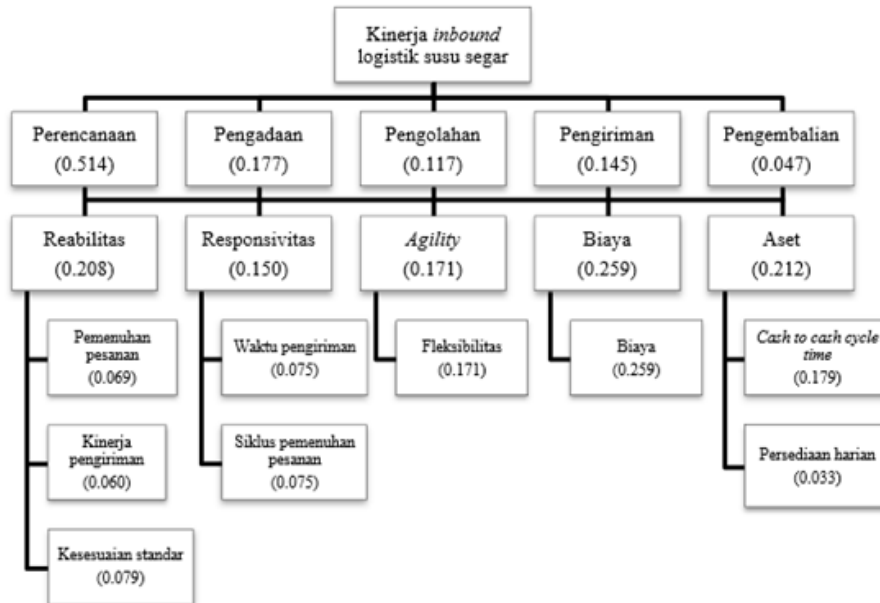 Kinerja inbound
logistik susu segar
Perencanaan
(0.514)
Pengadaan
(0.177)
Pengolahan
(0.117)
Pengiriman
(0.145)
Pengembalian
(0.047)
Reabilitas
(0.208)
Responsivitas
(0.150)
Agility
(0.171)
Biaya
(0.259)
Aset
(0.212)
Pemenuhan
pesanan
(0.069)
Waktu pengiriman
(0.075)
Fleksibilitas
(0.171)
Biaya
(0.259)
Cash to cash cycle
time
(0.179)
Kinerja
pengiriman
(0.060)
Siklus pemenuhan
pesanan
(0.075)
Persediaan harian
(0.033)
Kesesuaian standar
(0.079)